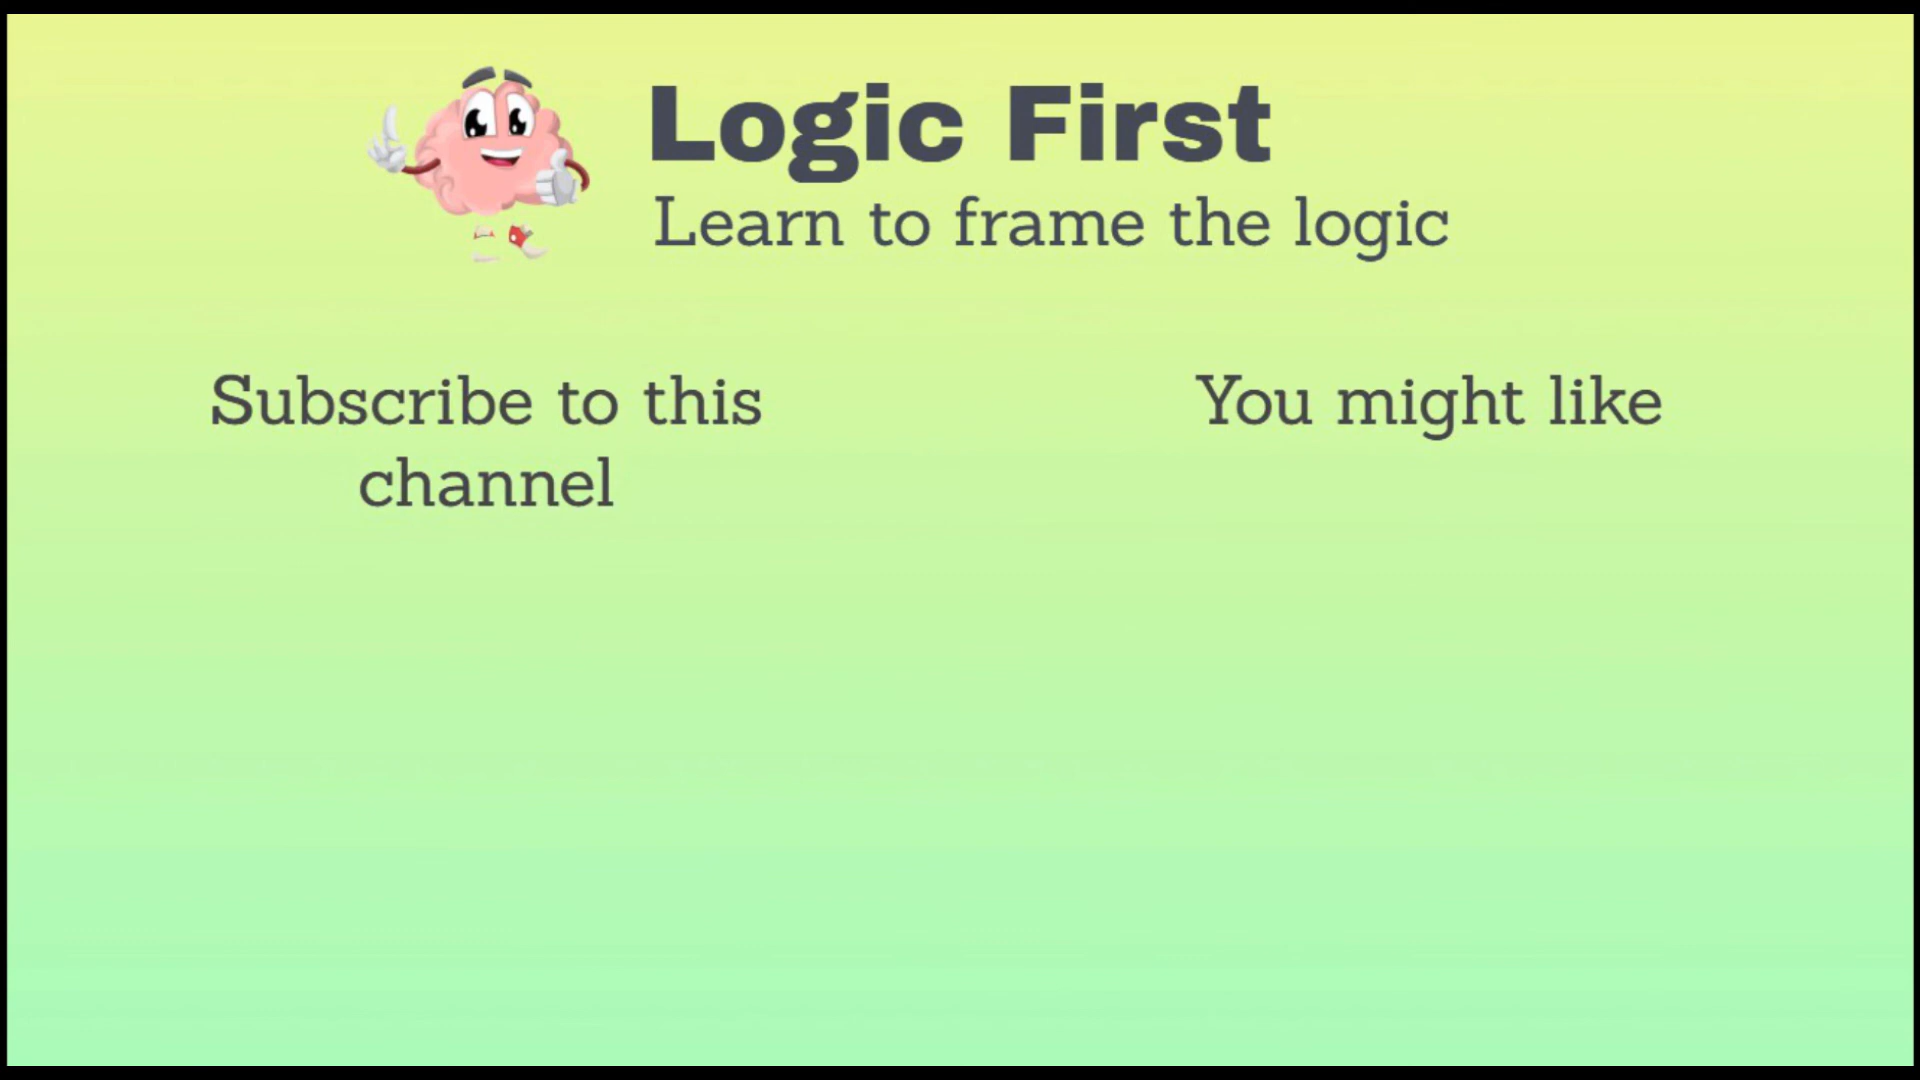 Logic First
Learn to frame the logic
Subscribe to this
channel
You might like